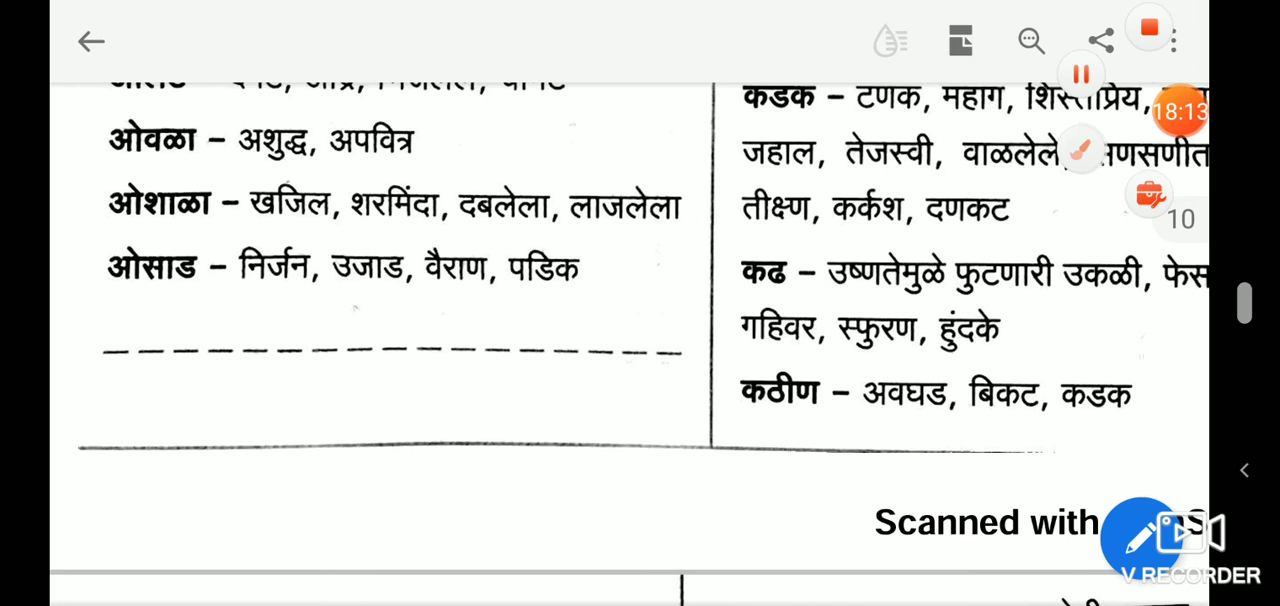 ओवळा – अशुद्ध, अपवित्र
ओशाळा – खजिल, शरमिंदा, दबलेला, लाजलेला
ओसाड – निर्जन, उजाड, वैराण, पडिक
कडक – टणक, महाग, शिस्तप्रिय,
जहाल, तेजस्वी, वाळलेले,
तीक्ष्ण, कर्कश, दणकट
कढ – उष्णतेमुळे फुटणारी उकळी, फेस
गहिवर, स्फुरण, हुंदके
कठीण – अवघड, बिकट, कडक
18:13
10
Scanned with
V RECORDER